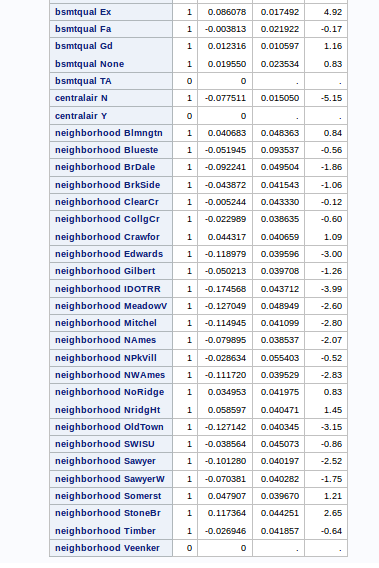 bsmtqual Ex 1 0.086078 0.017492 4.92
bsmtqual Fa 1 -0.003813 0.021922 -0.17
bsmtqual Gd 1 0.012316 0.010597 1.16
bsmtqual None 1 0.019550 0.023534 0.83
bsmtqual TA 0 0 . .
centralair N 1 -0.077511 0.015050 -5.15
centralair Y 0 0 . .
neighborhood Blmngtn 1 0.040683 0.048363 0.84
neighborhood Blueste 1 -0.051945 0.093537 -0.56
neighborhood BrDale 1 -0.092241 0.049504 -1.86
neighborhood BrkSide 1 -0.043872 0.041543 -1.06
neighborhood ClearCr 1 -0.005244 0.043330 -0.12
neighborhood CollgCr 1 -0.022989 0.038635 -0.60
neighborhood Crawfor 1 0.044317 0.040659 1.09
neighborhood Edwards 1 -0.118979 0.039596 -3.00
neighborhood Gilbert 1 -0.050213 0.039708 -1.26
neighborhood IDOTRR 1 -0.174568 0.043712 -3.99
neighborhood MeadowV 1 -0.127049 0.048949 -2.60
neighborhood Mitchel 1 -0.114945 0.041099 -2.80
neighborhood NAmes 1 -0.079895 0.038537 -2.07
neighborhood NPkVill 1 -0.028634 0.055403 -0.52
neighborhood NWAmes 1 -0.111720 0.039529 -2.83
neighborhood NoRidge 1 0.034953 0.041975 0.83
neighborhood NridgHt 1 0.058597 0.040471 1.45
neighborhood OldTown 1 -0.127142 0.040345 -3.15
neighborhood SWISU 1 -0.038564 0.045073 -0.86
neighborhood Sawyer 1 -0.101280 0.040197 -2.52
neighborhood SawyerW 1 -0.070381 0.040282 -1.75
neighborhood Somerst 1 0.047907 0.039670 1.21
neighborhood StoneBr 1 0.117364 0.044251 2.65
neighborhood Timber 1 -0.026946 0.041857 -0.64
neighborhood Veenker 0 0 . .